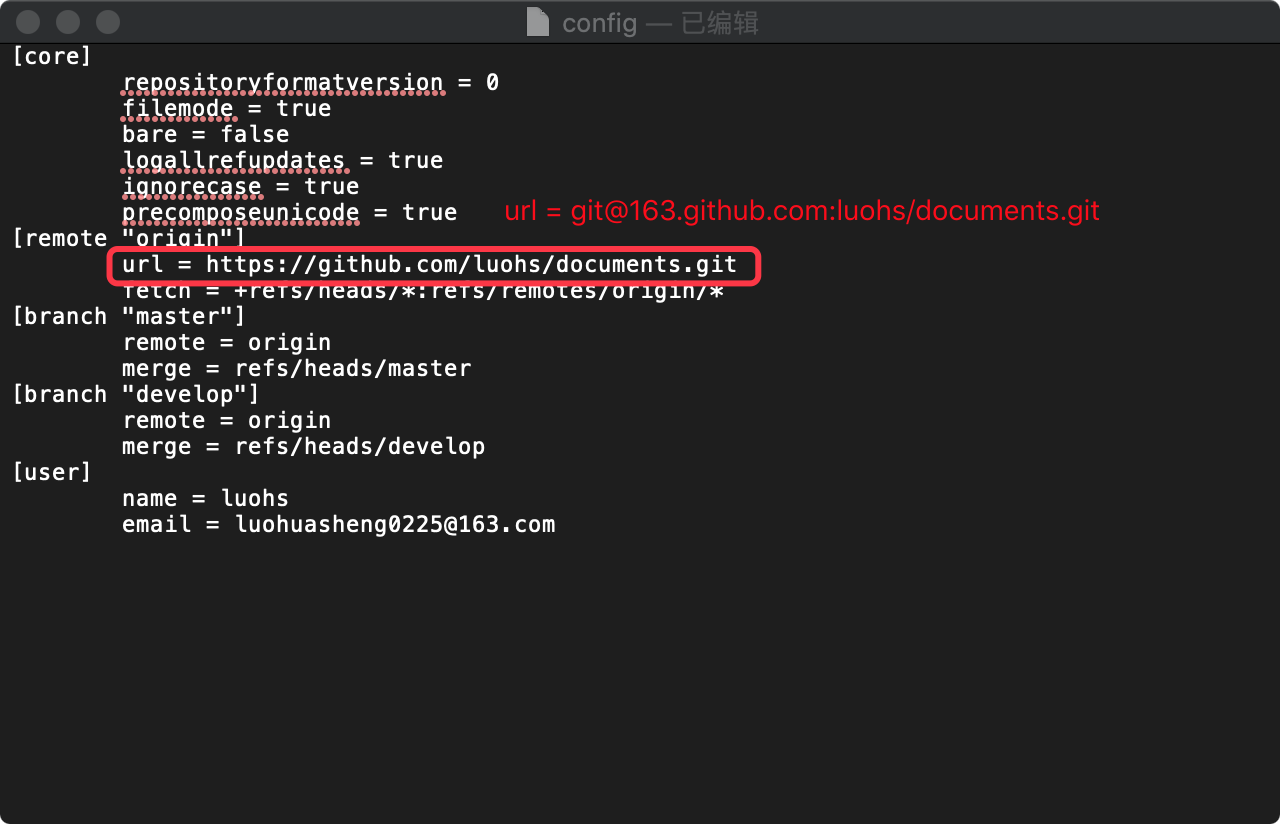 config — 已编辑
[core]
repositoryformatversion = 0
filemode = true
bare = false
logallrefupdates = true
ignorecase = true
precomposeunicode = true
url = git@163.github.com:luohs/documents.git
[remote "origin"]
url = https://github.com/luohs/documents.git
fetch = +refs/heads/*:refs/remotes/origin/*
[branch "master"]
remote = origin
merge = refs/heads/master
[branch "develop"]
remote = origin
merge = refs/heads/develop
[user]
name = luohs
email = luohuasheng0225@163.com